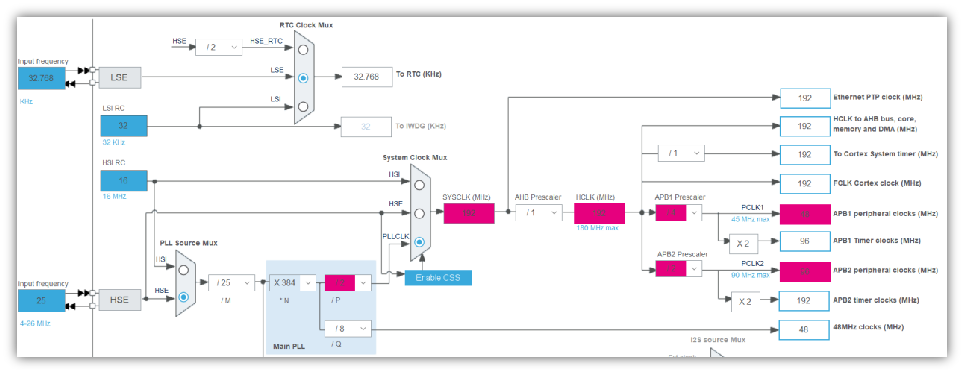 RTC Clock Mux
HSE
/ 2
HSE_RTC
Input frequency
32.768
KHz
LSE
LSE
32.768
To RTC (KHz)
LSI RC
LSI
32
32 KHz
32
To IWDG (KHz)
192
Ethernet PTP clock (MHz)
192
HCLK to AHB bus, core,
memory and DMA (MHz)
HSI RC
16
16 MHz
System Clock Mux
HSI
/ 1
192
To Cortex System timer (MHz)
192
FCLK Cortex clock (MHz)
HSE
SYSCLK (MHz)
192
AHB Prescaler
/ 1
HCLK (MHz)
192
180 MHz max
APB1 Prescaler
PCLK1
45 MHz max
APB1 peripheral clocks (MHz)
X 2
96
APB1 Timer clocks (MHz)
PLLCLK
PLL Source Mux
HSI
HSE
/ 25
/ M
X 384
* N
/ P
Enable CSS
APB2 Prescaler
PCLK2
90 MHz max
APB2 peripheral clocks (MHz)
X 2
192
APB2 timer clocks (MHz)
Input frequency
25
4-26 MHz
HSE
/ 8
/ Q
48
48MHz clocks (MHz)
Main PLL
I2S source Mux